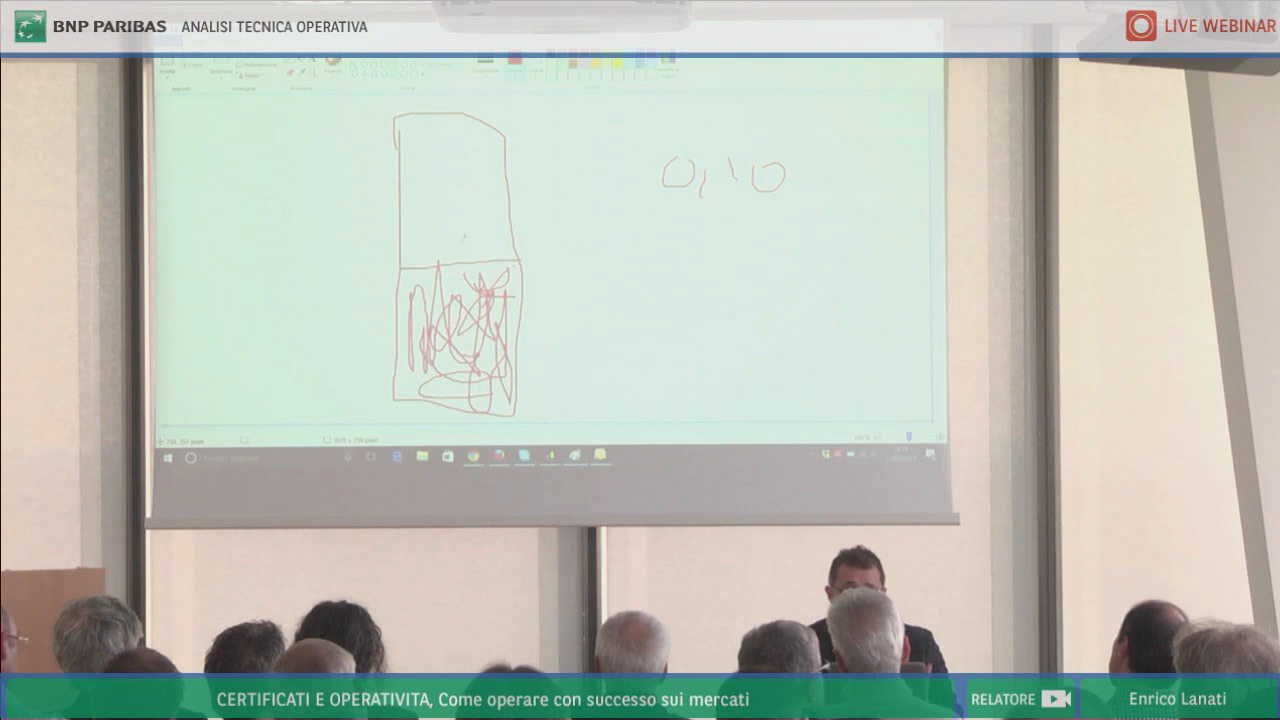 BNP PARIBAS ANALISI TECNICA OPERATIVA
LIVE WEBINAR
0,10
CERTIFICATI E OPERATIVITA, Come operare con successo sui mercati
RELATORE
Enrico Lanati